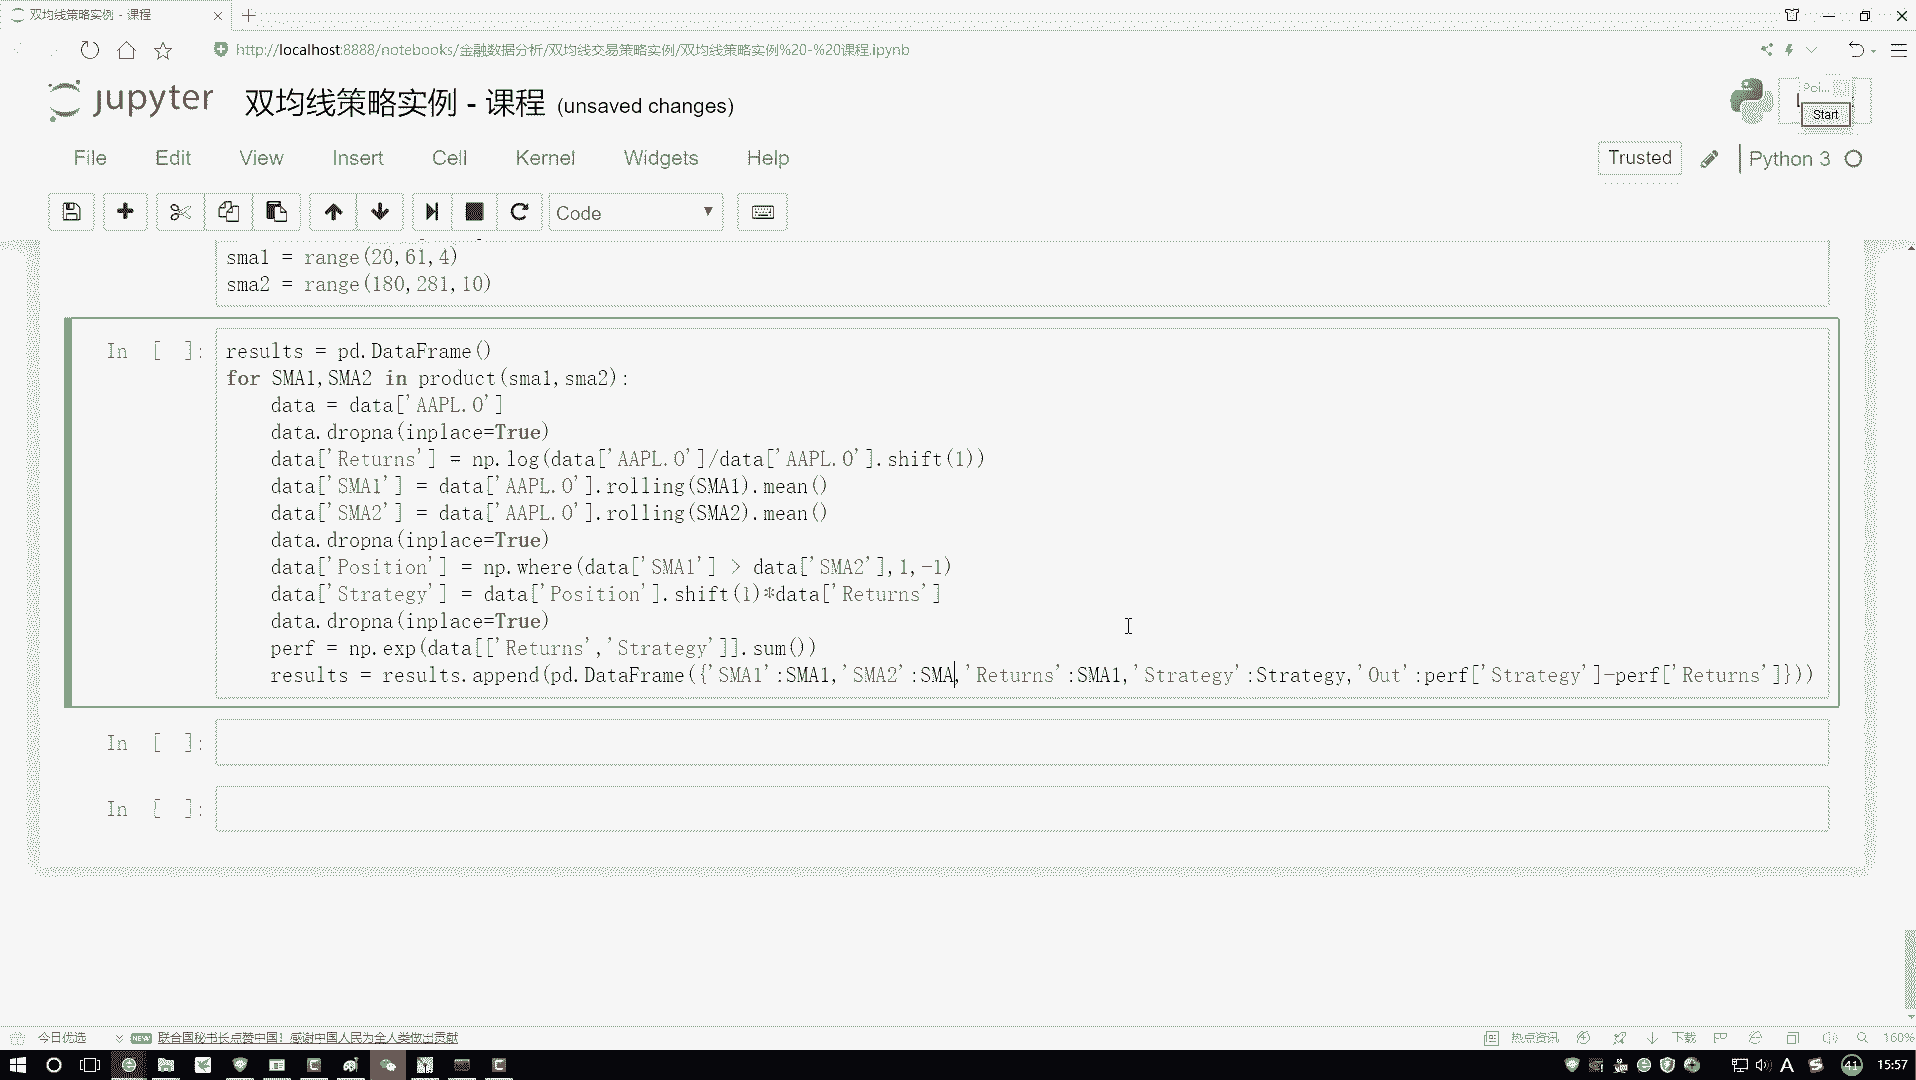 双均线策略实例 - 课程
http://localhost:8888/notebooks/金融数据分析/双均线交易策略实例/双均线策略实例%20-%20课程.ipynb
jupyter 双均线策略实例 - 课程 (unsaved changes)
Poi...
Start
File Edit View Insert Cell Kernel Widgets Help
Trusted Python 3
Code
sma1 = range(20,61,4)
sma2 = range(180,281,10)
In [ ]:
results = pd.DataFrame()
for SMA1,SMA2 in product(sma1,sma2):
data = data['AAPL.O']
data.dropna(inplace=True)
data['Returns'] = np.log(data['AAPL.O']/data['AAPL.O'].shift(1))
data['SMA1'] = data['AAPL.O'].rolling(SMA1).mean()
data['SMA2'] = data['AAPL.O'].rolling(SMA2).mean()
data.dropna(inplace=True)
data['Position'] = np.where(data['SMA1'] > data['SMA2'],1,-1)
data['Strategy'] = data['Position'].shift(1)*data['Returns']
data.dropna(inplace=True)
perf = np.exp(data[['Returns','Strategy']].sum())
results = results.append(pd.DataFrame({'SMA1':SMA1,'SMA2':SMA,'Returns':SMA1,'Strategy':Strategy,'Out':perf['Strategy']-perf['Returns']}))
In [ ]:
In [ ]:
今日优选 NEW 联合国秘书长点赞中国！感谢中国人民为全人类做出贡献 热点资讯 下载 160%
A 41 15:57